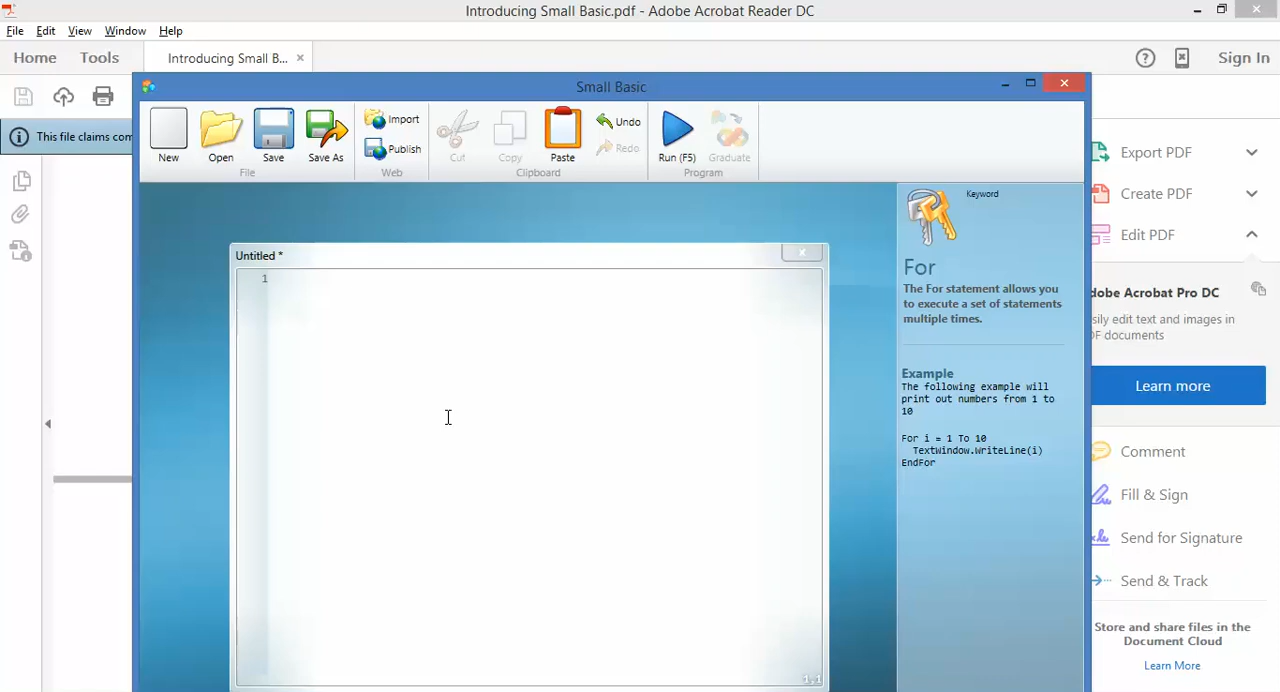 Introducing Small Basic.pdf - Adobe Acrobat Reader DC
File Edit View Window Help
Home Tools Introducing Small B... × Sign In
This file claims com
Small Basic
New Open Save Save As
File
Import
Publish
Web
Cut Copy Paste
Undo
Redo
Clipboard
Run (F5) Graduate
Program
Untitled *
1
1,1
Keyword
For
The For statement allows you
to execute a set of statements
multiple times.
Example
The following example will
print out numbers from 1 to
10
For i = 1 To 10
TextWindow.WriteLine(i)
EndFor
Export PDF
Create PDF
Edit PDF
dobe Acrobat Pro DC
sily edit text and images in
DF documents
Learn more
Comment
Fill & Sign
Send for Signature
Send & Track
Store and share files in the
Document Cloud
Learn More